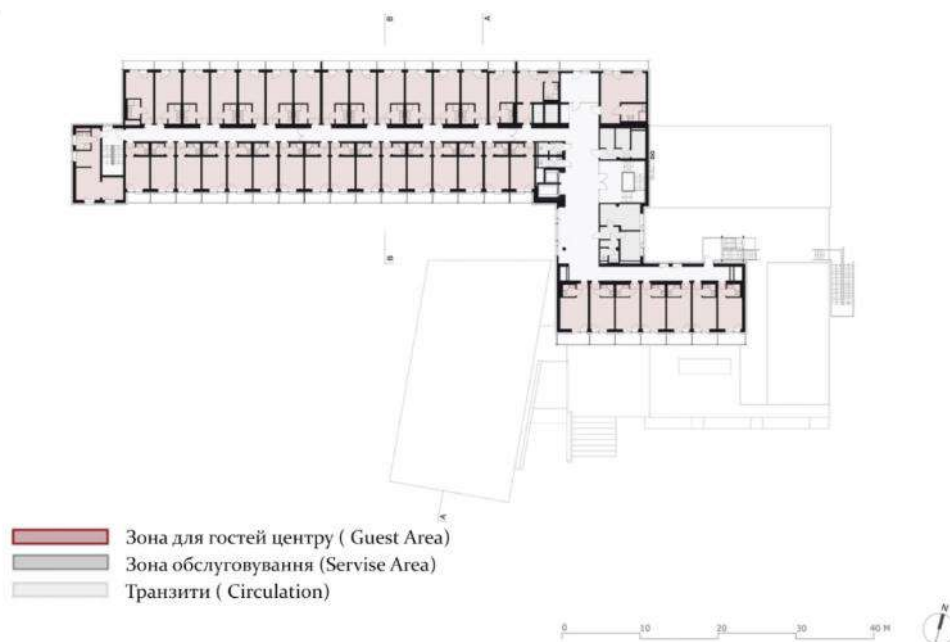 B
A
B
A
Зона для гостей центру ( Guest Area)
Зона обслуговування (Servise Area)
Транзити ( Circulation)
0 10 20 30 40 М
N